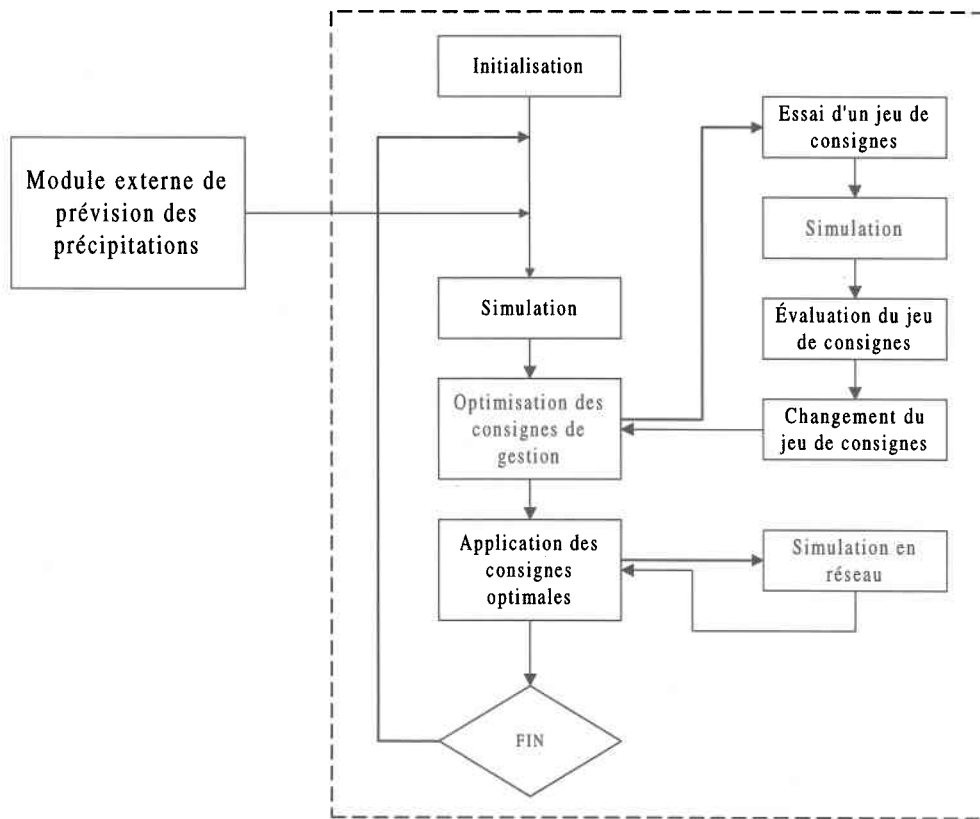 Initialisation
Module externe de
prévision des
précipitations
Simulation
Optimisation des
consignes de
gestion
Application des
consignes
optimales
FIN
Essai d'un jeu de
consignes
Simulation
Évaluation du jeu
de consignes
Changement du
jeu de consignes
Simulation en
réseau